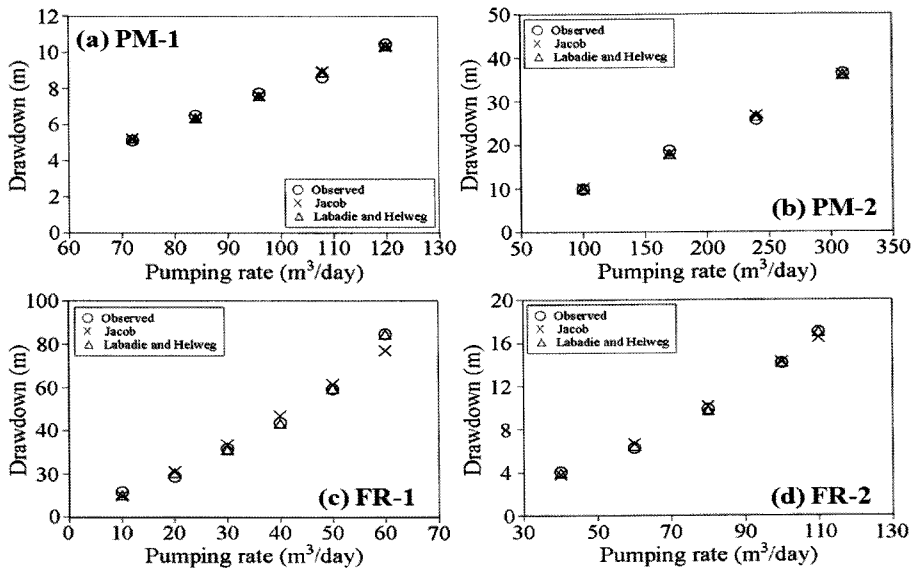 (a) PM-1
12
10
8
6
4
2
0
Drawdown (m)
Observed
Jacob
Labadie and Helweg
60 70 80 90 100 110 120 130
Pumping rate (m³/day)
50
40
30
20
10
0
Drawdown (m)
Observed
Jacob
Labadie and Helweg
(b) PM-2
50 100 150 200 250 300 350
Pumping rate (m³/day)
100
80
60
40
30
0
Drawdown (m)
Observed
Jacob
Labadie and Helweg
(c) FR-1
0 10 20 30 40 50 60 70
Pumping rate (m³/day)
20
16
12
8
4
0
Drawdown (m)
Observed
Jacob
Labadie and Helweg
(d) FR-2
30 50 70 90 110 130
Pumping rate (m³/day)